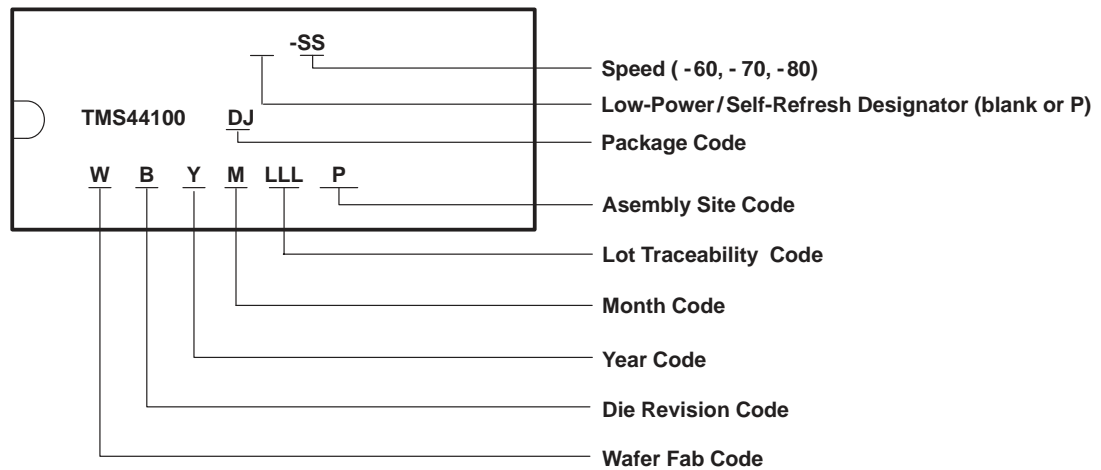 -SS
Speed ( -60, - 70, -80)
Low-Power/Self-Refresh Designator (blank or P)
TMS44100 DJ
Package Code
W B Y M LLL P
Asembly Site Code
Lot Traceability Code
Month Code
Year Code
Die Revision Code
Wafer Fab Code